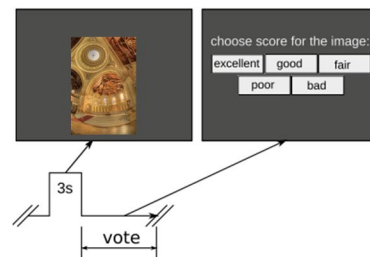 choose score for the image:
excellent good fair
poor bad
3s
vote